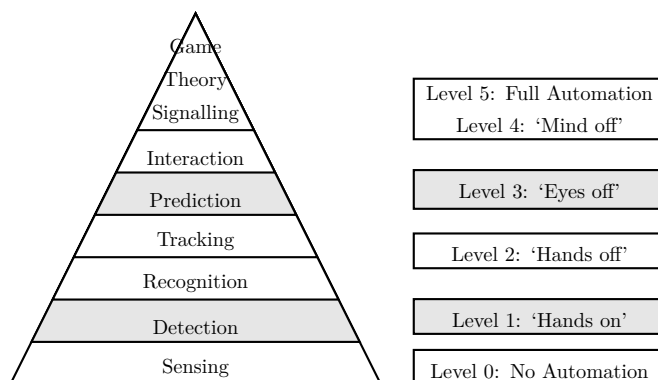 Game
Theory
Signalling
Interaction
Prediction
Tracking
Recognition
Detection
Sensing
Level 5: Full Automation
Level 4: ‘Mind off’
Level 3: ‘Eyes off’
Level 2: ‘Hands off’
Level 1: ‘Hands on’
Level 0: No Automation